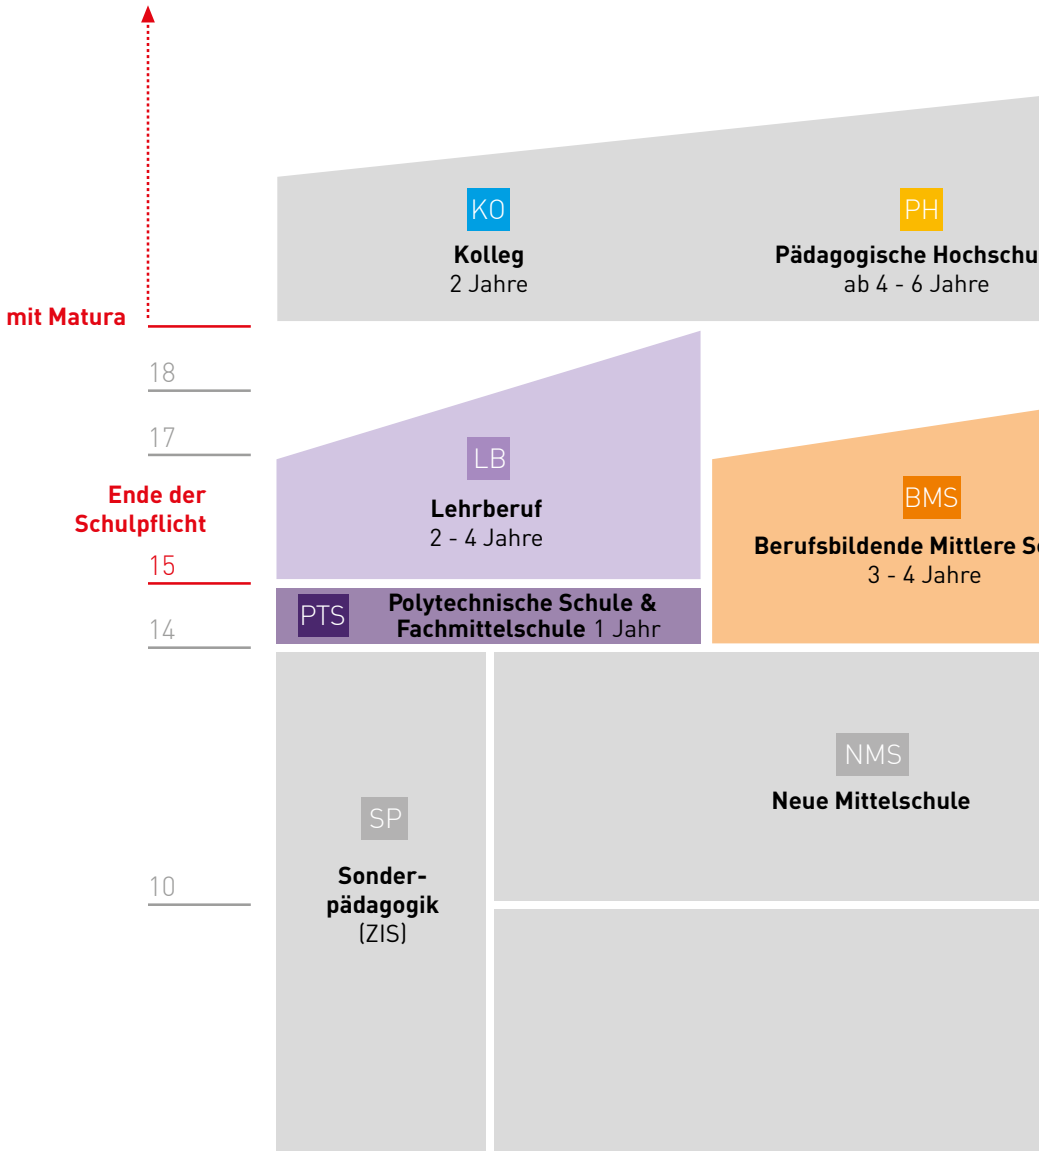 KO
Kolleg
2 Jahre
PH
Pädagogische Hochschu
ab 4 - 6 Jahre
mit Matura
18
17
Ende der
Schulpflicht
15
14
10
LB
Lehrberuf
2 - 4 Jahre
BMS
Berufsbildende Mittlere S
3 - 4 Jahre
PTS
Polytechnische Schule &
Fachmittelschule 1 Jahr
NMS
Neue Mittelschule
SP
Sonder-
pädagogik
(ZIS)